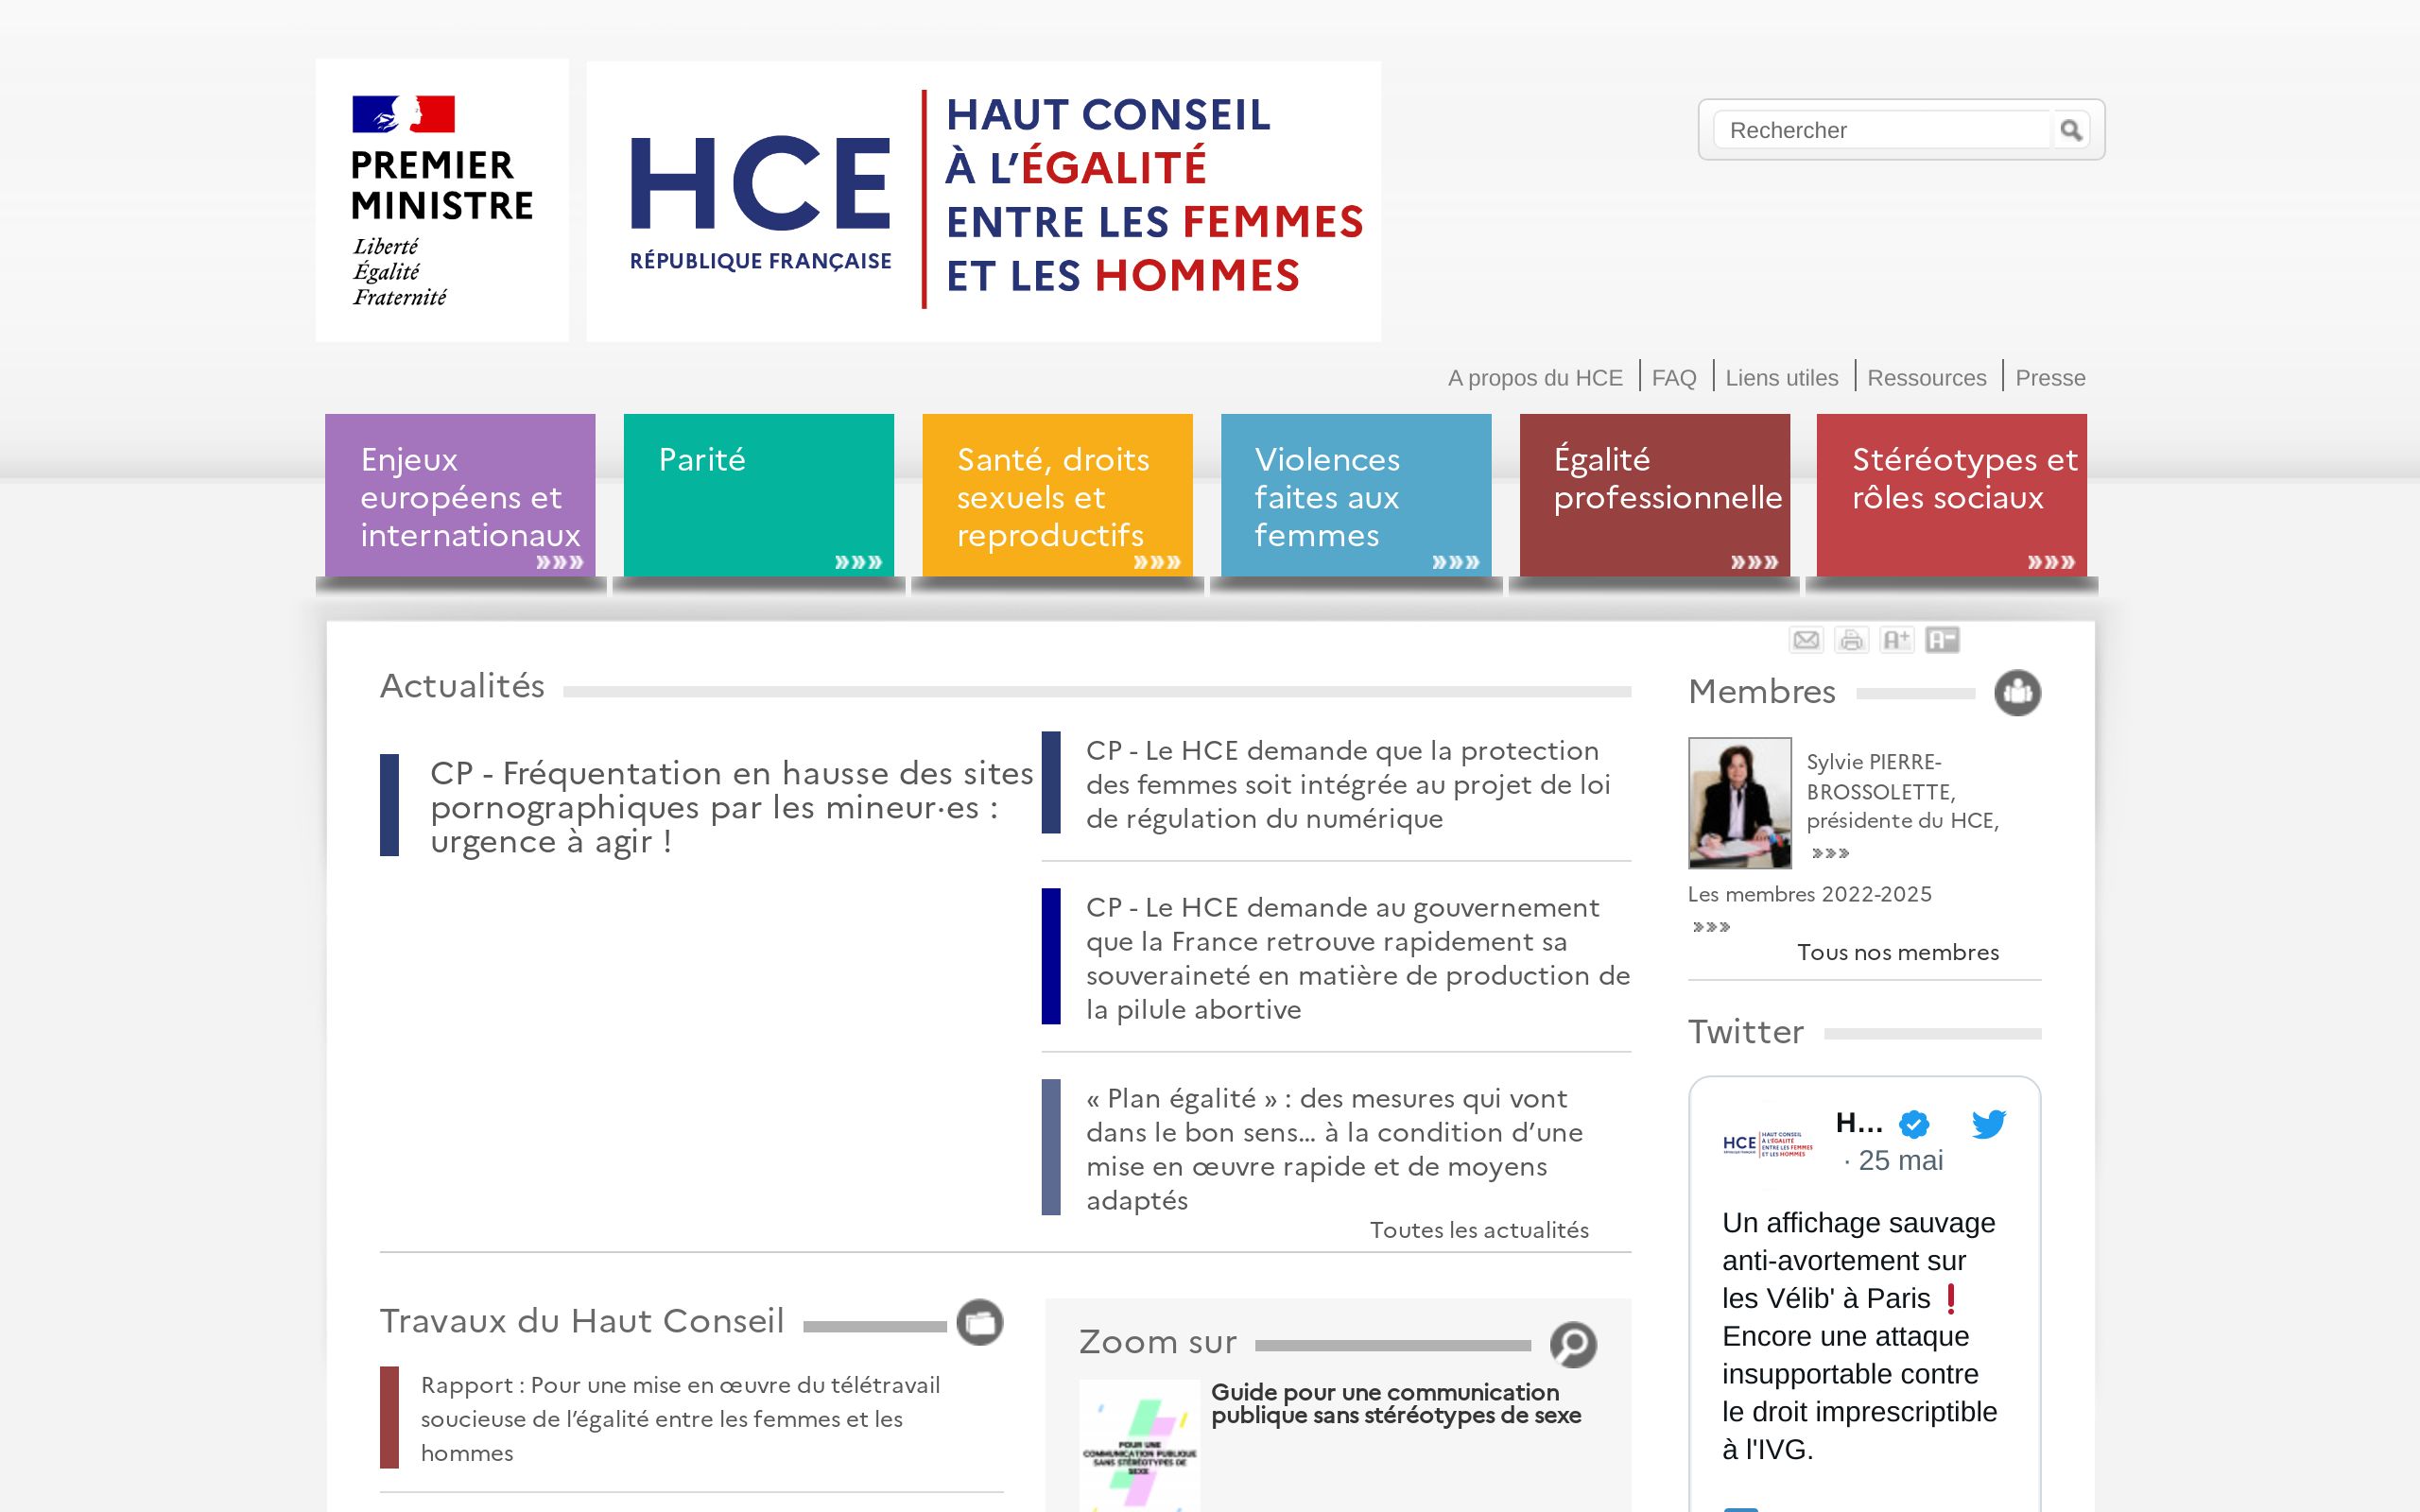 PREMIER
MINISTRE
Liberté
Égalité
Fraternité
HCE
RÉPUBLIQUE FRANÇAISE
HAUT CONSEIL
À L’ÉGALITÉ
ENTRE LES FEMMES
ET LES HOMMES
Rechercher
A propos du HCE
FAQ
Liens utiles
Ressources
Presse
Enjeux
européens et
internationaux
Parité
Santé, droits
sexuels et
reproductifs
Violences
faites aux
femmes
Égalité
professionnelle
Stéréotypes et
rôles sociaux
A+
A-
Actualités
CP - Fréquentation en hausse des sites
pornographiques par les mineur·es :
urgence à agir !
CP - Le HCE demande que la protection
des femmes soit intégrée au projet de loi
de régulation du numérique
CP - Le HCE demande au gouvernement
que la France retrouve rapidement sa
souveraineté en matière de production de
la pilule abortive
« Plan égalité » : des mesures qui vont
dans le bon sens... à la condition d’une
mise en œuvre rapide et de moyens
adaptés
Toutes les actualités
Membres
Sylvie PIERRE-
BROSSOLETTE,
présidente du HCE,
Les membres 2022-2025
Tous nos membres
Twitter
HCE
HAUT CONSEIL
À L’ÉGALITÉ
ENTRE LES FEMMES
ET LES HOMMES
H...
· 25 mai
Un affichage sauvage
anti-avortement sur
les Vélib' à Paris❗
Encore une attaque
insupportable contre
le droit imprescriptible
à l'IVG.
Travaux du Haut Conseil
Rapport : Pour une mise en œuvre du télétravail
soucieuse de l’égalité entre les femmes et les
hommes
Zoom sur
Guide pour une communication
publique sans stéréotypes de sexe
POUR UNE
COMMUNICATION PUBLIQUE
SANS STÉRÉOTYPES DE
SEXE